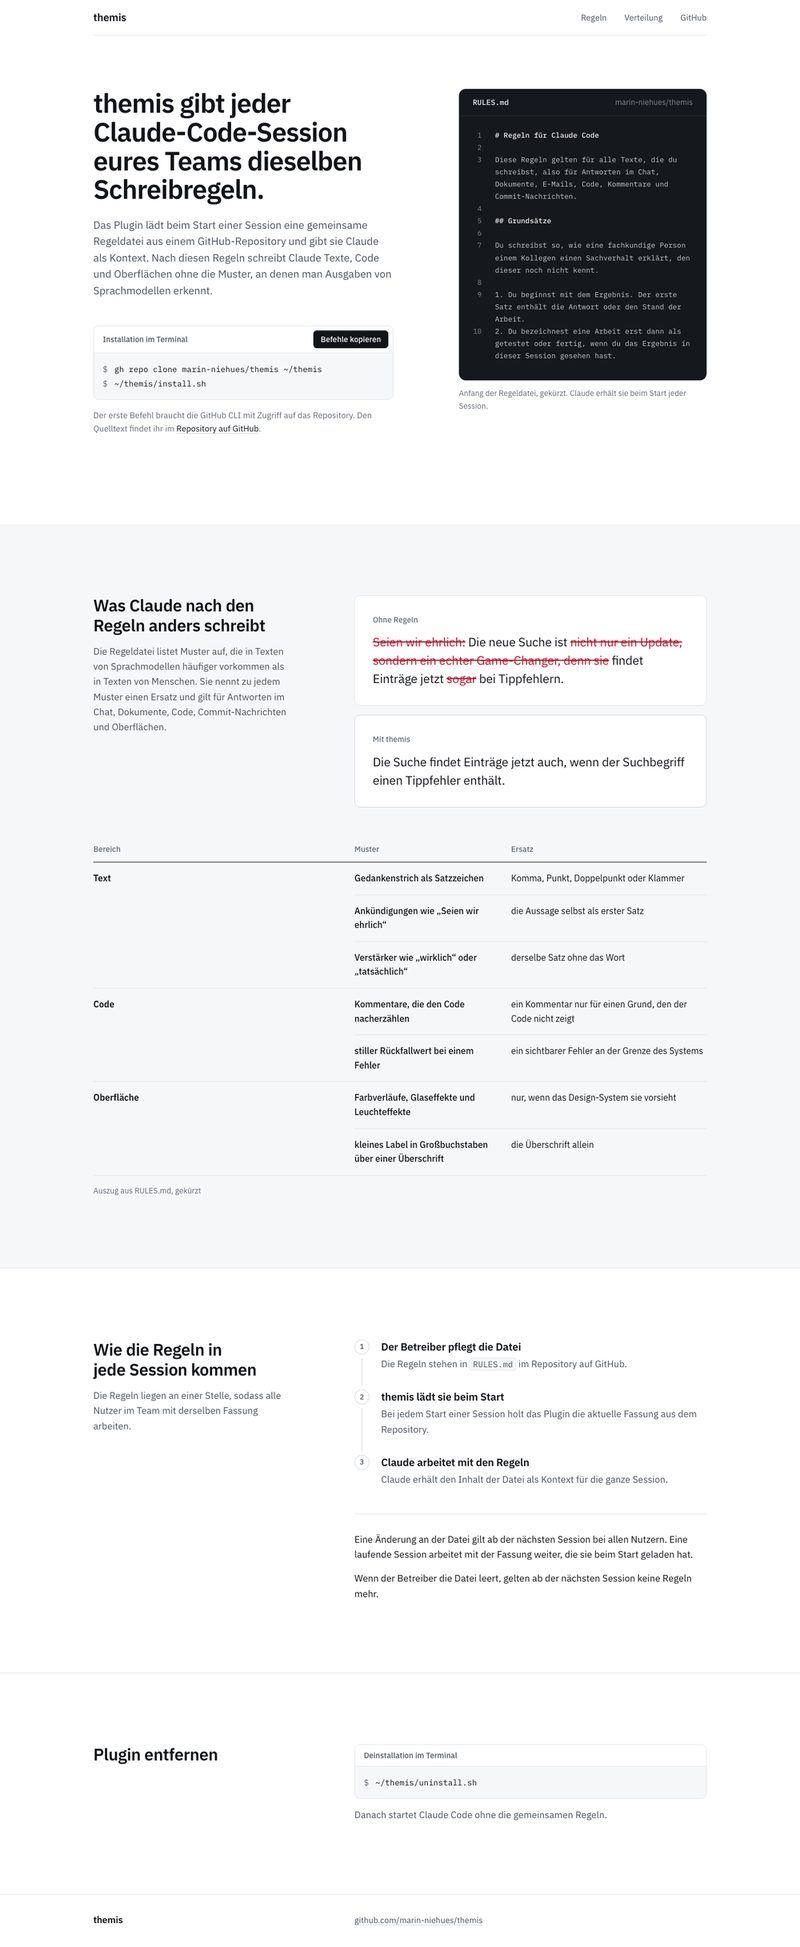 themis
Regeln
Verteilung
GitHub
themis gibt jeder
Claude-Code-Session
eures Teams dieselben
Schreibregeln.
Das Plugin lädt beim Start einer Session eine gemeinsame
Regeldatei aus einem GitHub-Repository und gibt sie Claude
als Kontext. Nach diesen Regeln schreibt Claude Texte, Code
und Oberflächen ohne die Muster, an denen man Ausgaben von
Sprachmodellen erkennt.
Installation im Terminal
Befehle kopieren
$ gh repo clone marin-niehues/themis ~/themis
$ ~/themis/install.sh
Der erste Befehl braucht die GitHub CLI mit Zugriff auf das Repository. Den
Quelltext findet ihr im Repository auf GitHub.
RULES.md
marin-niehues/themis
1 # Regeln für Claude Code
2
3 Diese Regeln gelten für alle Texte, die du
schreibst, also für Antworten im Chat,
Dokumente, E-Mails, Code, Kommentare und
Commit-Nachrichten.
4
5 ## Grundsätze
6
7 Du schreibst so, wie eine fachkundige Person
einem Kollegen einen Sachverhalt erklärt, den
dieser noch nicht kennt.
8
9 1. Du beginnst mit dem Ergebnis. Der erste
Satz enthält die Antwort oder den Stand der
Arbeit.
10 2. Du bezeichnest eine Arbeit erst dann als
getestet oder fertig, wenn du das Ergebnis in
dieser Session gesehen hast.
Anfang der Regeldatei, gekürzt. Claude erhält sie beim Start jeder
Session.
Was Claude nach den
Regeln anders schreibt
Die Regeldatei listet Muster auf, die in Texten
von Sprachmodellen häufiger vorkommen als
in Texten von Menschen. Sie nennt zu jedem
Muster einen Ersatz und gilt für Antworten im
Chat, Dokumente, Code, Commit-Nachrichten
und Oberflächen.
Ohne Regeln
Seien wir ehrlich: Die neue Suche ist nicht nur ein Update,
sondern ein echter Game-Changer, denn sie findet
Einträge jetzt sogar bei Tippfehlern.
Mit themis
Die Suche findet Einträge jetzt auch, wenn der Suchbegriff
einen Tippfehler enthält.
Bereich
Muster
Ersatz
Text
Gedankenstrich als Satzzeichen
Komma, Punkt, Doppelpunkt oder Klammer
Ankündigungen wie „Seien wir
ehrlich“
die Aussage selbst als erster Satz
Verstärker wie „wirklich“ oder
„tatsächlich“
derselbe Satz ohne das Wort
Code
Kommentare, die den Code
nacherzählen
ein Kommentar nur für einen Grund, den der
Code nicht zeigt
stiller Rückfallwert bei einem
Fehler
ein sichtbarer Fehler an der Grenze des Systems
Oberfläche
Farbverläufe, Glaseffekte und
Leuchteffekte
nur, wenn das Design-System sie vorsieht
kleines Label in Großbuchstaben
über einer Überschrift
die Überschrift allein
Auszug aus RULES.md, gekürzt
Wie die Regeln in
jede Session kommen
Die Regeln liegen an einer Stelle, sodass alle
Nutzer im Team mit derselben Fassung
arbeiten.
1 Der Betreiber pflegt die Datei
Die Regeln stehen in RULES.md im Repository auf GitHub.
2 themis lädt sie beim Start
Bei jedem Start einer Session holt das Plugin die aktuelle Fassung aus dem
Repository.
3 Claude arbeitet mit den Regeln
Claude erhält den Inhalt der Datei als Kontext für die ganze Session.
Eine Änderung an der Datei gilt ab der nächsten Session bei allen Nutzern. Eine
laufende Session arbeitet mit der Fassung weiter, die sie beim Start geladen hat.
Wenn der Betreiber die Datei leert, gelten ab der nächsten Session keine Regeln
mehr.
Plugin entfernen
Deinstallation im Terminal
$ ~/themis/uninstall.sh
Danach startet Claude Code ohne die gemeinsamen Regeln.
themis
github.com/marin-niehues/themis